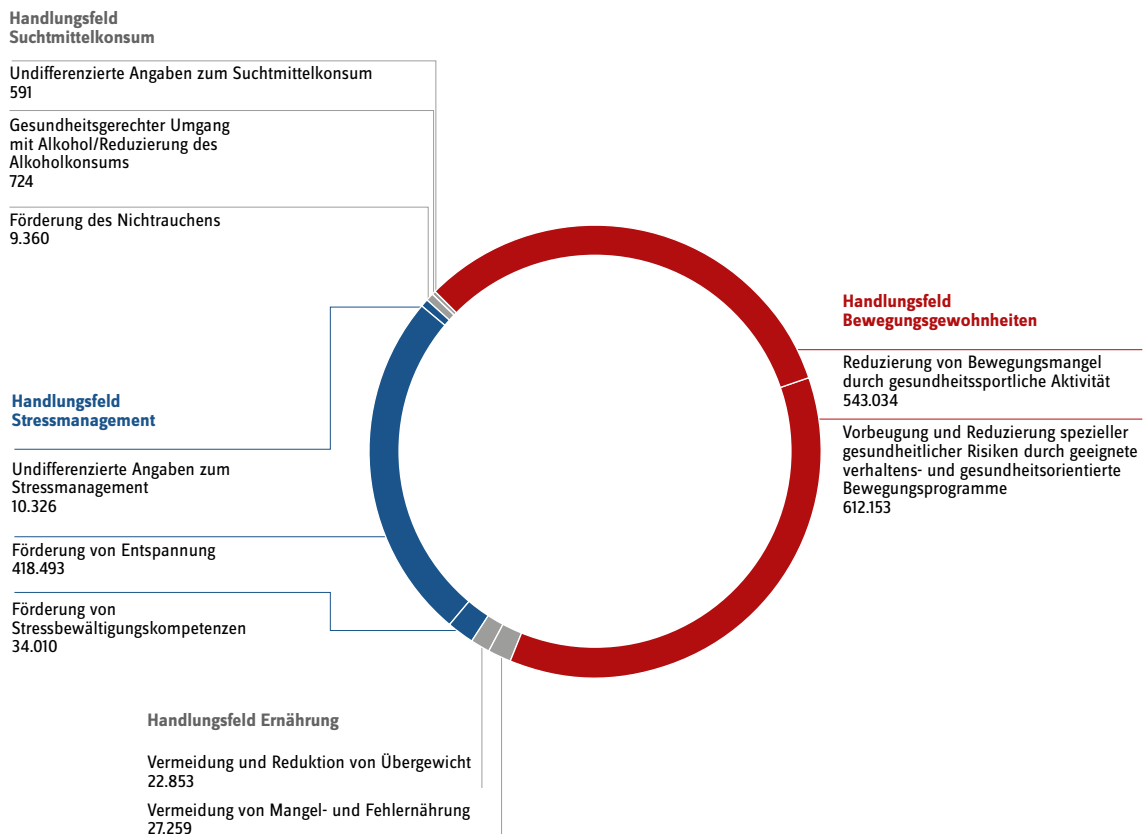 Handlungsfeld
Suchtmittelkonsum
Undifferenzierte Angaben zum Suchtmittelkonsum
591
Gesundheitsgerechter Umgang
mit Alkohol/Reduzierung des
Alkoholkonsums
724
Förderung des Nichtrauchens
9.360
Handlungsfeld
Stressmanagement
Undifferenzierte Angaben zum
Stressmanagement
10.326
Förderung von Entspannung
418.493
Förderung von
Stressbewältigungskompetenzen
34.010
Handlungsfeld Ernährung
Vermeidung und Reduktion von Übergewicht
22.853
Vermeidung von Mangel- und Fehlernährung
27.259
Handlungsfeld
Bewegungsgewohnheiten
Reduzierung von Bewegungsmangel
durch gesundheitssportliche Aktivität
543.034
Vorbeugung und Reduzierung spezieller
gesundheitlicher Risiken durch geeignete
verhaltens- und gesundheitsorientierte
Bewegungsprogramme
612.153